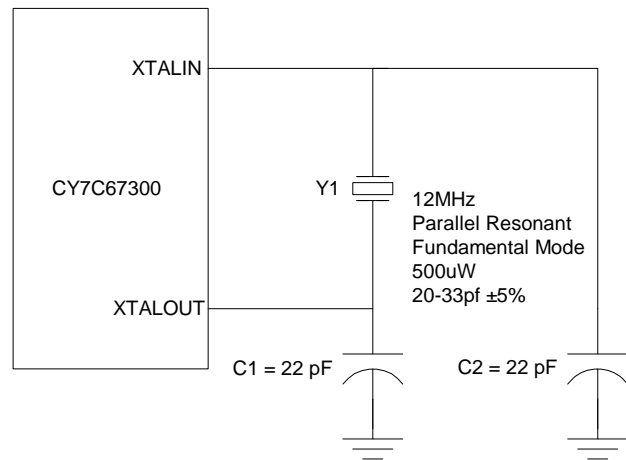 XTALIN
CY7C67300
Y1
12MHz
Parallel Resonant
Fundamental Mode
500uW
20-33pf ±5%
XTALOUT
C1 = 22 pF
C2 = 22 pF